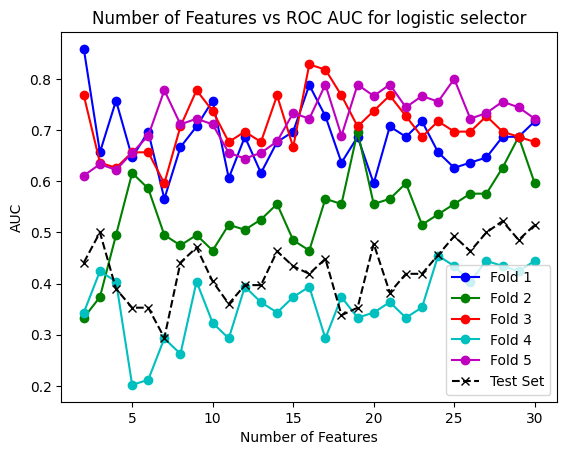 Number of Features vs ROC AUC for logistic selector
AUC
0.8
0.7
0.6
0.5
0.4
0.3
0.2
5 10 15 20 25 30
Number of Features
Fold 1
Fold 2
Fold 3
Fold 4
Fold 5
Test Set